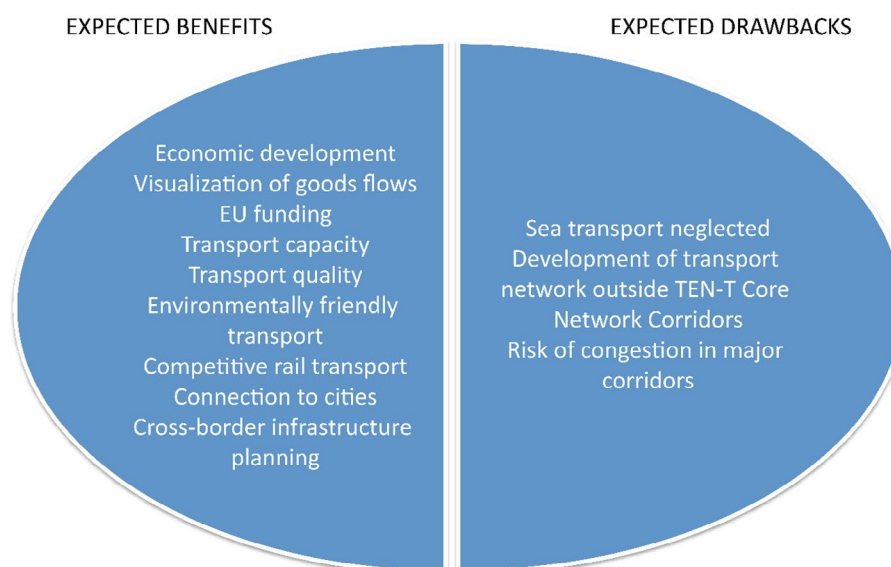 EXPECTED BENEFITS
EXPECTED DRAWBACKS
Economic development
Visualization of goods flows
EU funding
Transport capacity
Transport quality
Environmentally friendly
transport
Competitive rail transport
Connection to cities
Cross-border infrastructure
planning
Sea transport neglected
Development of transport
network outside TEN-T Core
Network Corridors
Risk of congestion in major
corridors